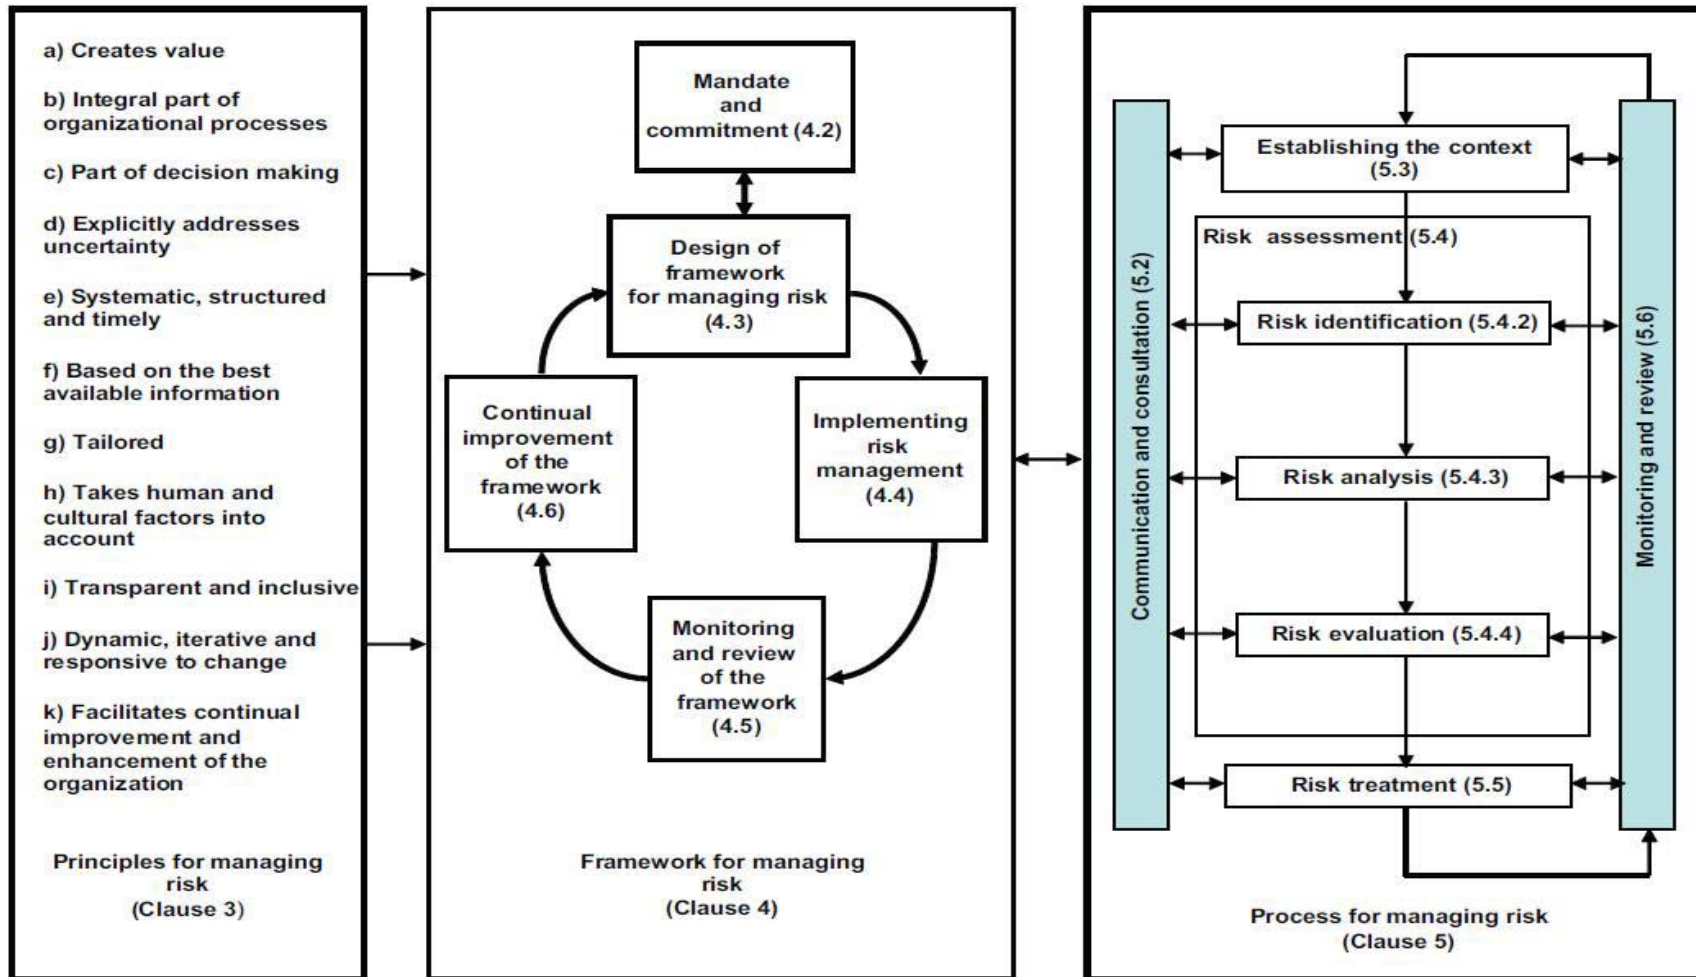 a) Creates value
b) Integral part of
organizational processes
c) Part of decision making
d) Explicitly addresses
uncertainty
e) Systematic, structured
and timely
f) Based on the best
available information
g) Tailored
h) Takes human and
cultural factors into
account
i) Transparent and inclusive
j) Dynamic, iterative and
responsive to change
k) Facilitates continual
improvement and
enhancement of the
organization
Principles for managing
risk
(Clause 3)
Mandate
and
commitment (4.2)
Design of
framework
for managing risk
(4.3)
Implementing
risk
management
(4.4)
Monitoring
and review
of the
framework
(4.5)
Continual
improvement
of the
framework
(4.6)
Framework for managing
risk
(Clause 4)
Communication and consultation (5.2)
Establishing the context
(5.3)
Risk assessment (5.4)
Risk identification (5.4.2)
Risk analysis (5.4.3)
Risk evaluation (5.4.4)
Risk treatment (5.5)
Monitoring and review (5.6)
Process for managing risk
(Clause 5)